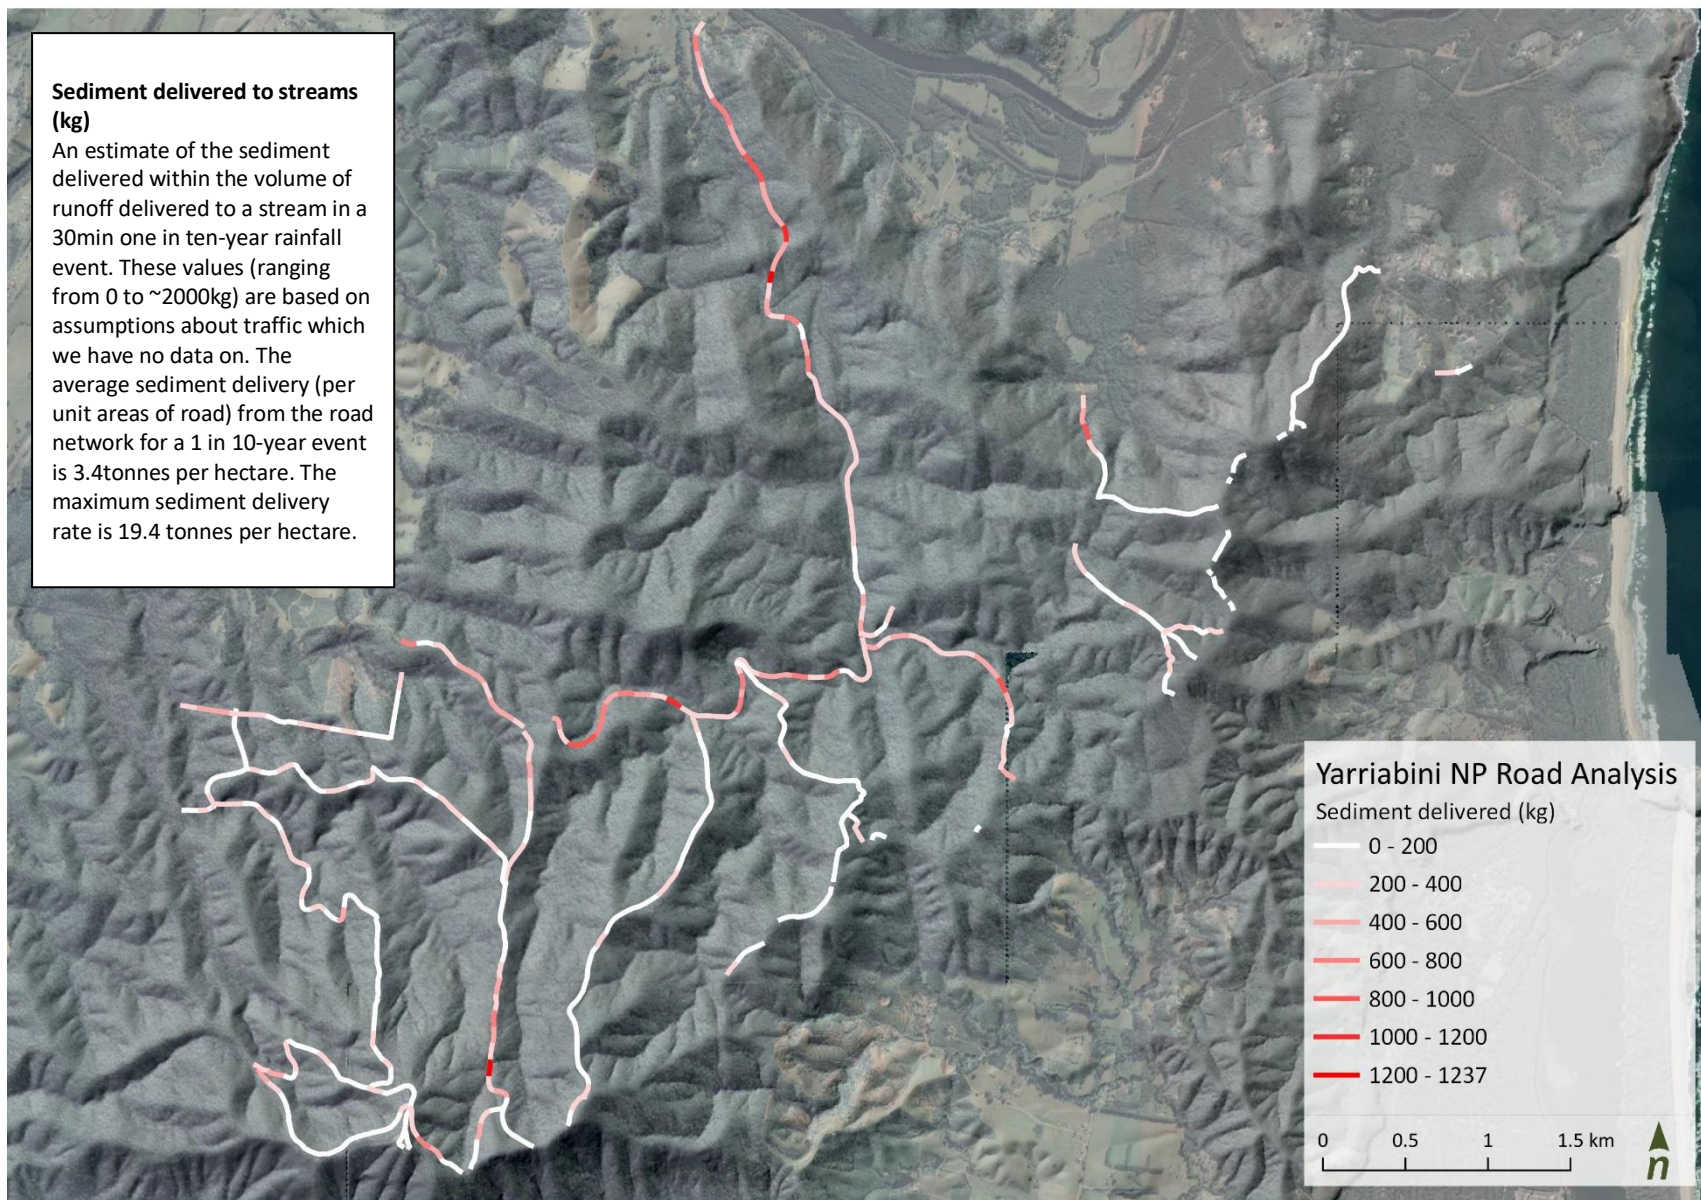 Sediment delivered to streams
(kg)
An estimate of the sediment
delivered within the volume of
runoff delivered to a stream in a
30min one in ten-year rainfall
event. These values (ranging
from 0 to ~2000kg) are based on
assumptions about traffic which
we have no data on. The
average sediment delivery (per
unit areas of road) from the road
network for a 1 in 10-year event
is 3.4tonnes per hectare. The
maximum sediment delivery
rate is 19.4 tonnes per hectare.
Yarriabini NP Road Analysis
Sediment delivered (kg)
0 - 200
200 - 400
400 - 600
600 - 800
800 - 1000
1000 - 1200
1200 - 1237
0 0.5 1 1.5 km
n